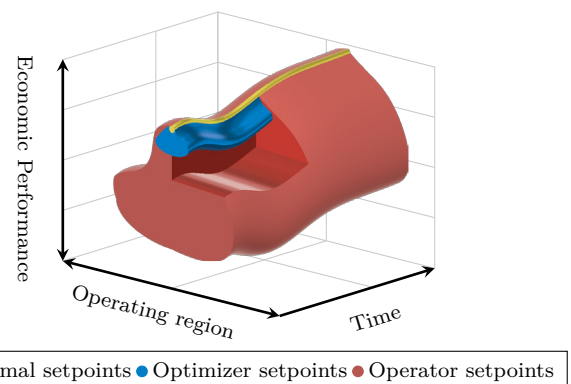 Economic Performance
Operating region
Time
mal setpoints Optimizer setpoints Operator setpoints